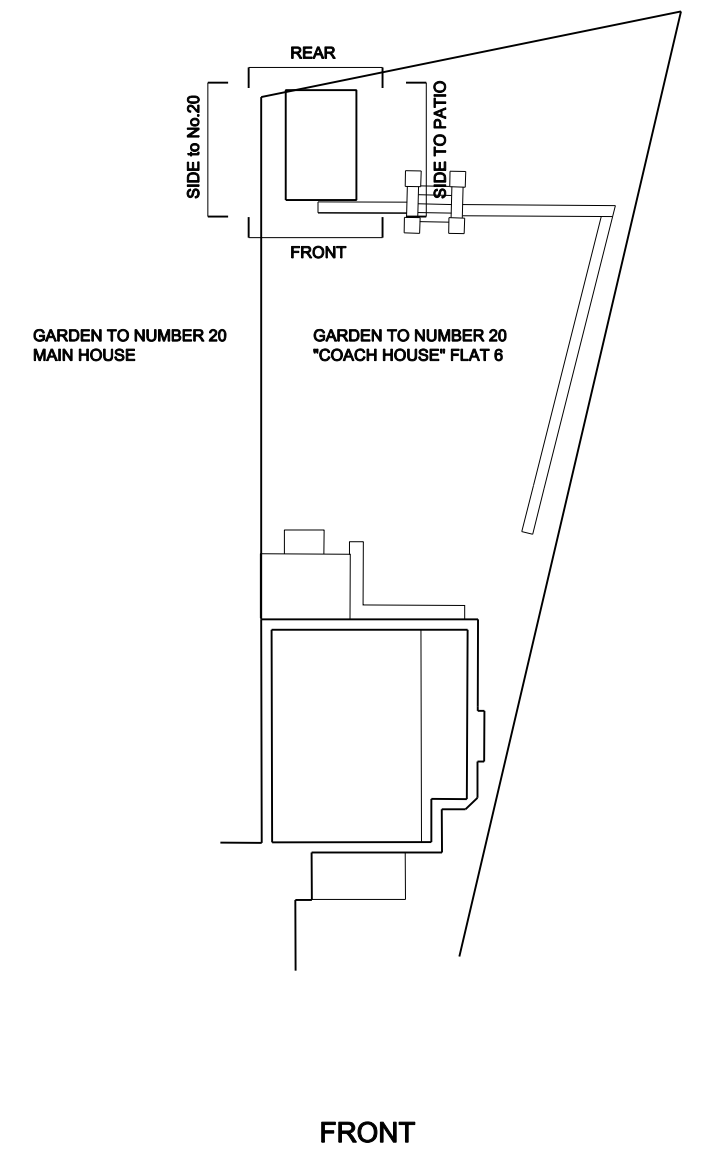 REAR
SIDE to No.20
SIDE TO PATIO
FRONT
GARDEN TO NUMBER 20
MAIN HOUSE
GARDEN TO NUMBER 20
"COACH HOUSE" FLAT 6
FRONT